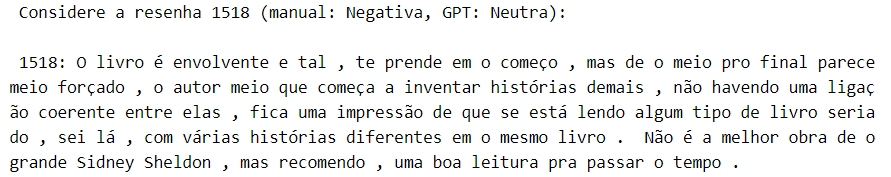 Considere a resenha 1518 (manual: Negativa, GPT: Neutra):
1518: O livro é envolvente e tal , te prende em o começo , mas de o meio pro final parece
meio forçado , o autor meio que começa a inventar histórias demais , não havendo uma ligaç
ão coerente entre elas , fica uma impressão de que se está lendo algum tipo de livro seria
do , sei lá , com várias histórias diferentes em o mesmo livro .  Não é a melhor obra de o
grande Sidney Sheldon , mas recomendo , uma boa leitura pra passar o tempo .